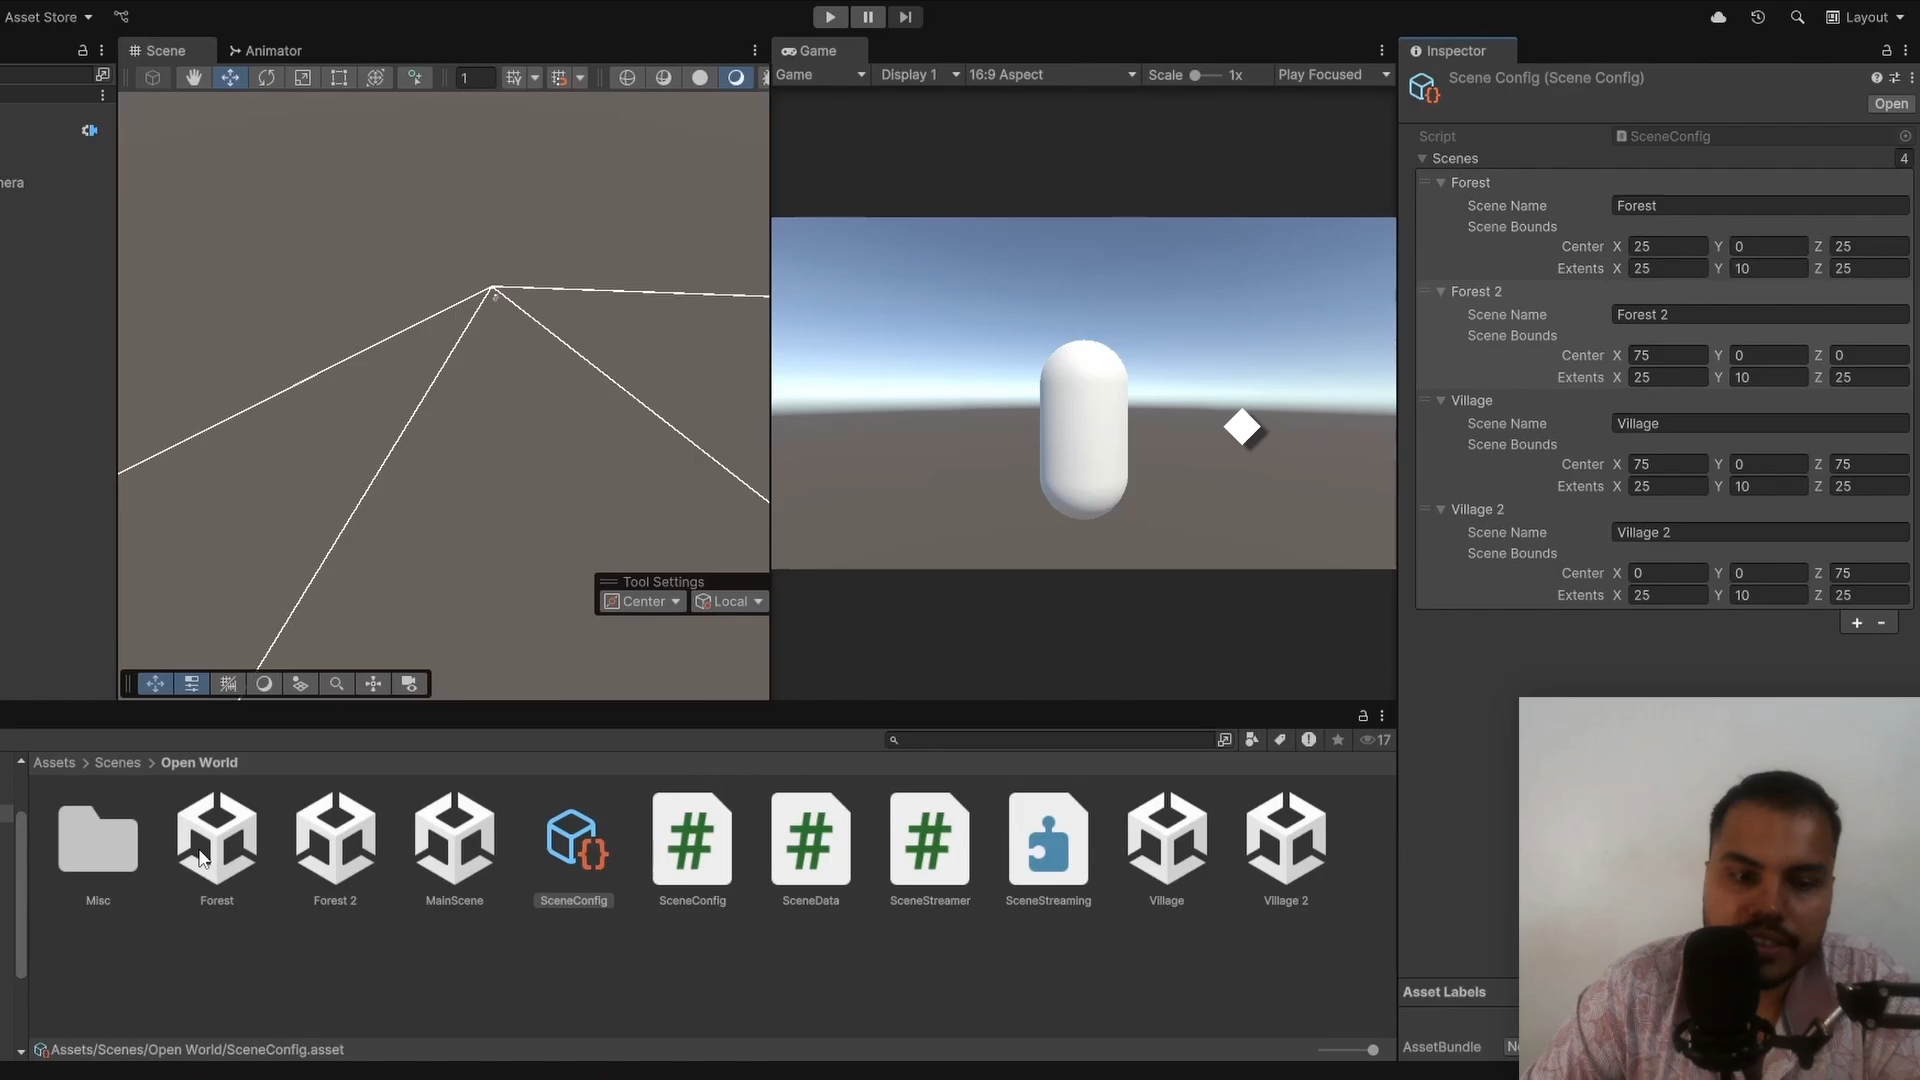 Asset Store
Layout
Scene
Animator
Game
Inspector
1
Game
Display 1
16:9 Aspect
Scale
1x
Play Focused
Scene Config (Scene Config)
Open
Script
SceneConfig
Scenes
4
nera
Forest
Scene Name
Forest
Scene Bounds
Center X 25 Y 0 Z 25
Extents X 25 Y 10 Z 25
Forest 2
Scene Name
Forest 2
Scene Bounds
Center X 75 Y 0 Z 0
Extents X 25 Y 10 Z 25
Village
Scene Name
Village
Scene Bounds
Center X 75 Y 0 Z 75
Extents X 25 Y 10 Z 25
Village 2
Scene Name
Village 2
Scene Bounds
Center X 0 Y 0 Z 75
Extents X 25 Y 10 Z 25
+ -
Tool Settings
Center
Local
17
Assets > Scenes > Open World
Misc
Forest
Forest 2
MainScene
SceneConfig
SceneConfig
SceneData
SceneStreamer
SceneStreaming
Village
Village 2
Assets/Scenes/Open World/SceneConfig.asset
Asset Labels
AssetBundle